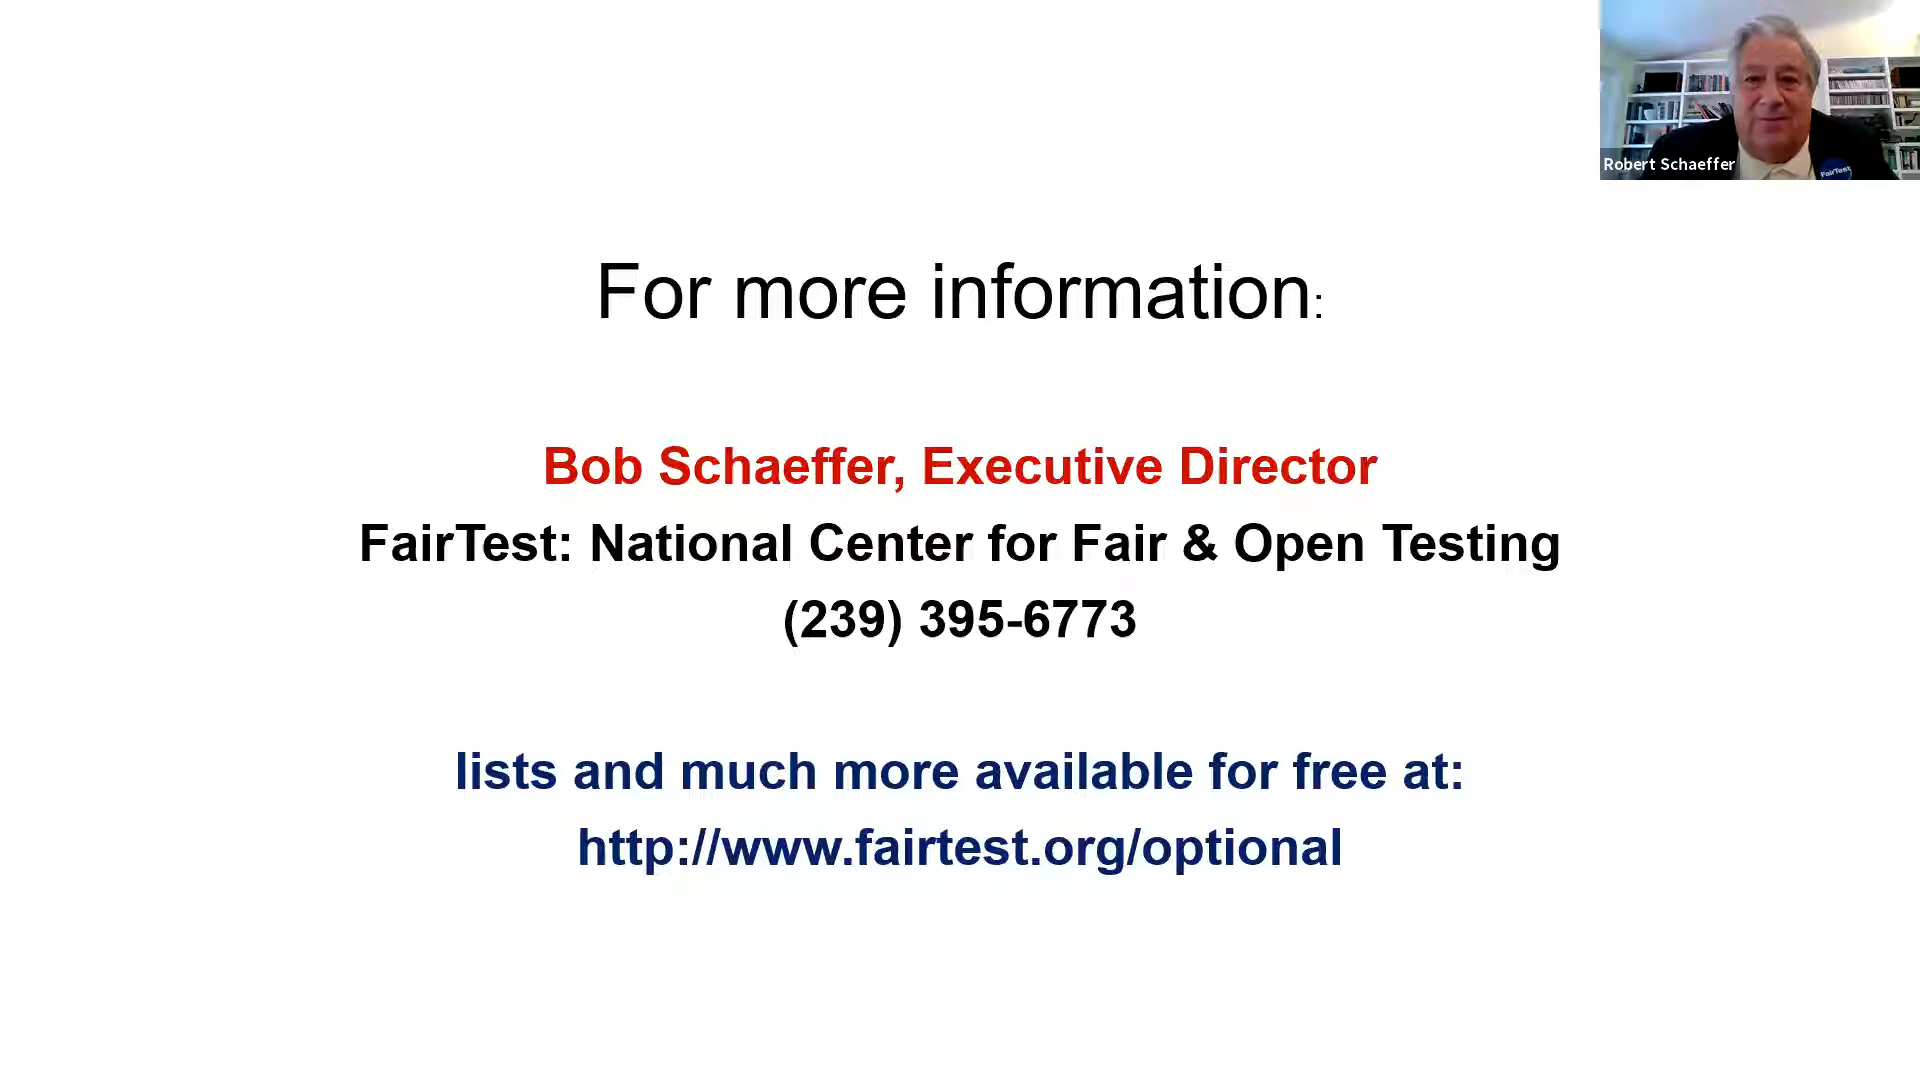 Robert Schaeffer
FairTest
For more information:
Bob Schaeffer, Executive Director
FairTest: National Center for Fair & Open Testing
(239) 395-6773
lists and much more available for free at:
http://www.fairtest.org/optional